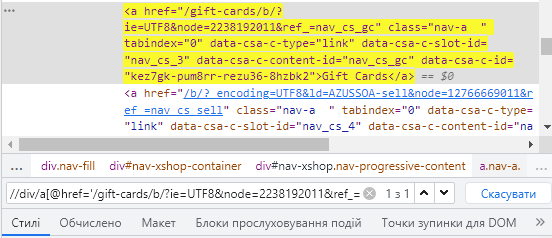 ...
<a href="/gift-cards/b/?
ie=UTF8&node=2238192011&ref_=nav_cs_gc" class="nav-a  "
tabindex="0" data-csa-c-type="link" data-csa-c-slot-id=
"nav_cs_3" data-csa-c-content-id="nav_cs_gc" data-csa-c-id=
"kez7gk-pum8rr-rezu36-8hzbk2">Gift Cards</a> == $0
<a href="/b/?_encoding=UTF8&ld=AZUSSOA-sell&node=12766669011&r
ef_=nav_cs_sell" class="nav-a  " tabindex="0" data-csa-c-type=
"link" data-csa-c-slot-id="nav_cs_4" data-csa-c-content-id="na
... div.nav-fill div#nav-xshop-container div#nav-xshop.nav-progressive-content a.nav-a. ...
//div/a[@href='/gift-cards/b/?ie=UTF8&node=2238192011&ref_= 1 з 1 Скасувати
Стилі Обчислено Макет Блоки прослуховування подій Точки зупинки для DOM »